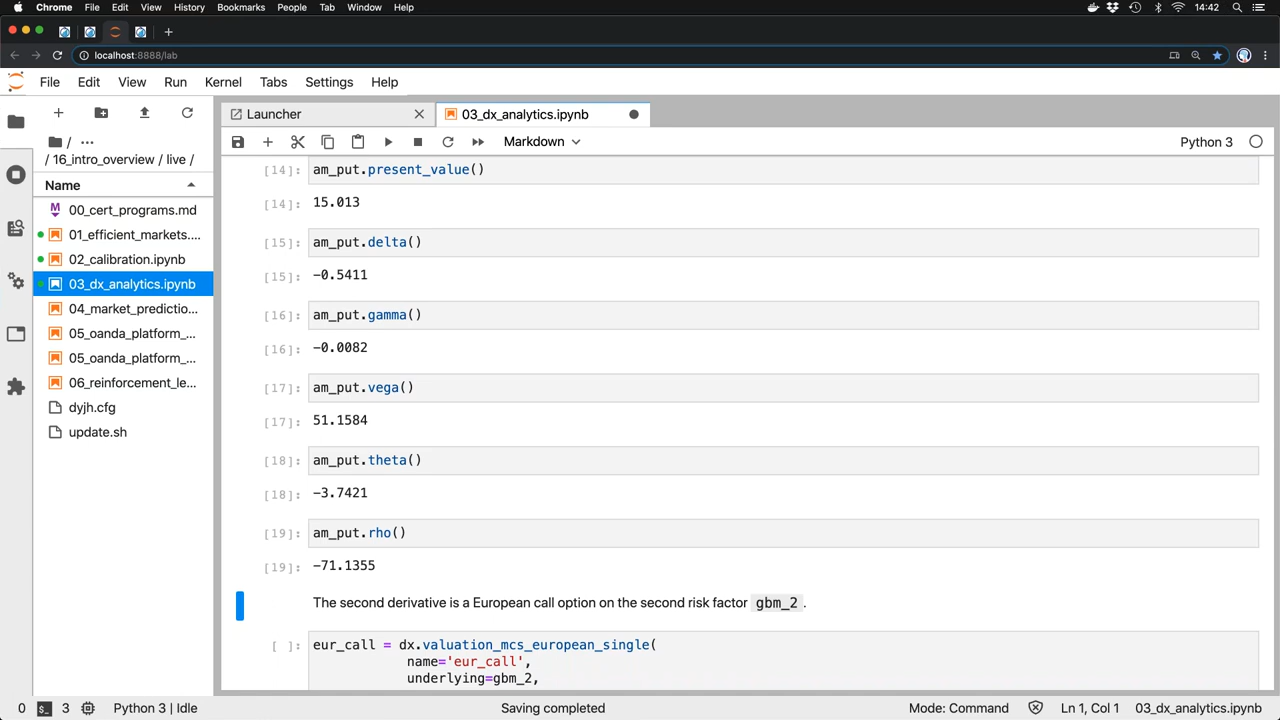 Chrome File Edit View History Bookmarks People Tab Window Help 14:42
localhost:8888/lab
File Edit View Run Kernel Tabs Settings Help
Launcher
03_dx_analytics.ipynb
/ ...
/ 16_intro_overview / live /
Markdown
Python 3
Name
00_cert_programs.md
01_efficient_markets....
02_calibration.ipynb
03_dx_analytics.ipynb
04_market_predictio...
05_oanda_platform_...
05_oanda_platform_...
06_reinforcement_le...
dyjh.cfg
update.sh
[14]: am_put.present_value()
[14]: 15.013
[15]: am_put.delta()
[15]: -0.5411
[16]: am_put.gamma()
[16]: -0.0082
[17]: am_put.vega()
[17]: 51.1584
[18]: am_put.theta()
[18]: -3.7421
[19]: am_put.rho()
[19]: -71.1355
The second derivative is a European call option on the second risk factor gbm_2 .
[ ]: eur_call = dx.valuation_mcs_european_single(
name='eur_call',
underlying=gbm_2,
0 3 Python 3 | Idle Saving completed Mode: Command Ln 1, Col 1 03_dx_analytics.ipynb